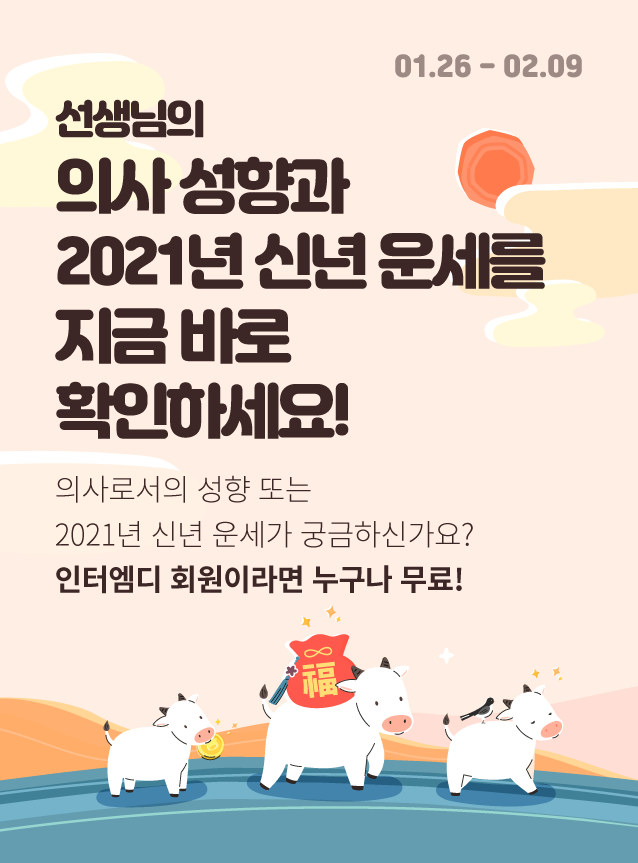 01.26 - 02.09
선생님의
의사 성향과
2021년 신년 운세를
지금 바로
확인하세요!
의사로서의 성향 또는
2021년 신년 운세가 궁금하신가요?
인터엠디 회원이라면 누구나 무료!
福